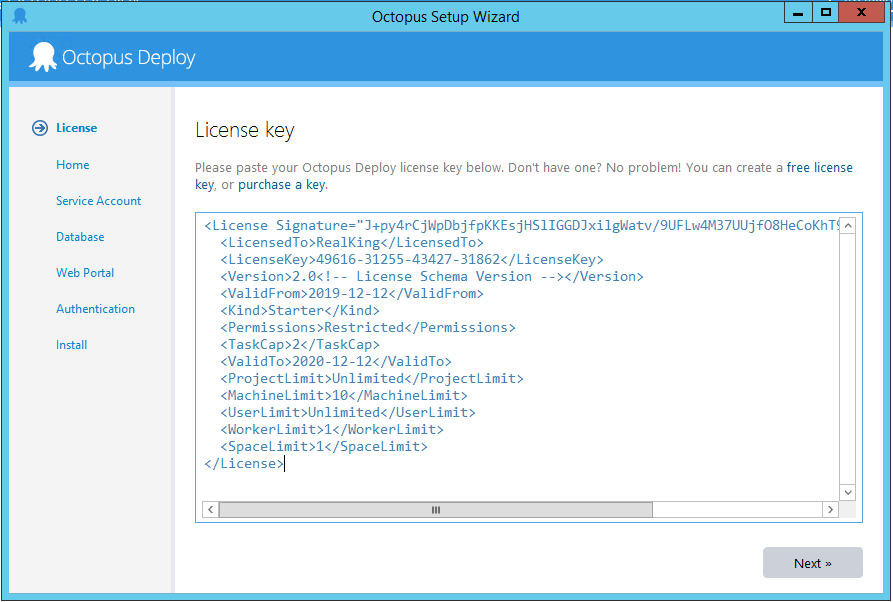 Octopus Setup Wizard
Octopus Deploy
License
Home
Service Account
Database
Web Portal
Authentication
Install
License key
Please paste your Octopus Deploy license key below. Don't have one? No problem! You can create a free license
key, or purchase a key.
<License Signature="J+py4rCjWpDbjfpKKEsjHSlIGGDJxilgWatv/9UFLw4M37UUjfO8HeCoKhT9
<LicensedTo>RealKing</LicensedTo>
<LicenseKey>49616-31255-43427-31862</LicenseKey>
<Version>2.0<!-- License Schema Version --></Version>
<ValidFrom>2019-12-12</ValidFrom>
<Kind>Starter</Kind>
<Permissions>Restricted</Permissions>
<TaskCap>2</TaskCap>
<ValidTo>2020-12-12</ValidTo>
<ProjectLimit>Unlimited</ProjectLimit>
<MachineLimit>10</MachineLimit>
<UserLimit>Unlimited</UserLimit>
<WorkerLimit>1</WorkerLimit>
<SpaceLimit>1</SpaceLimit>
</License>
Next »